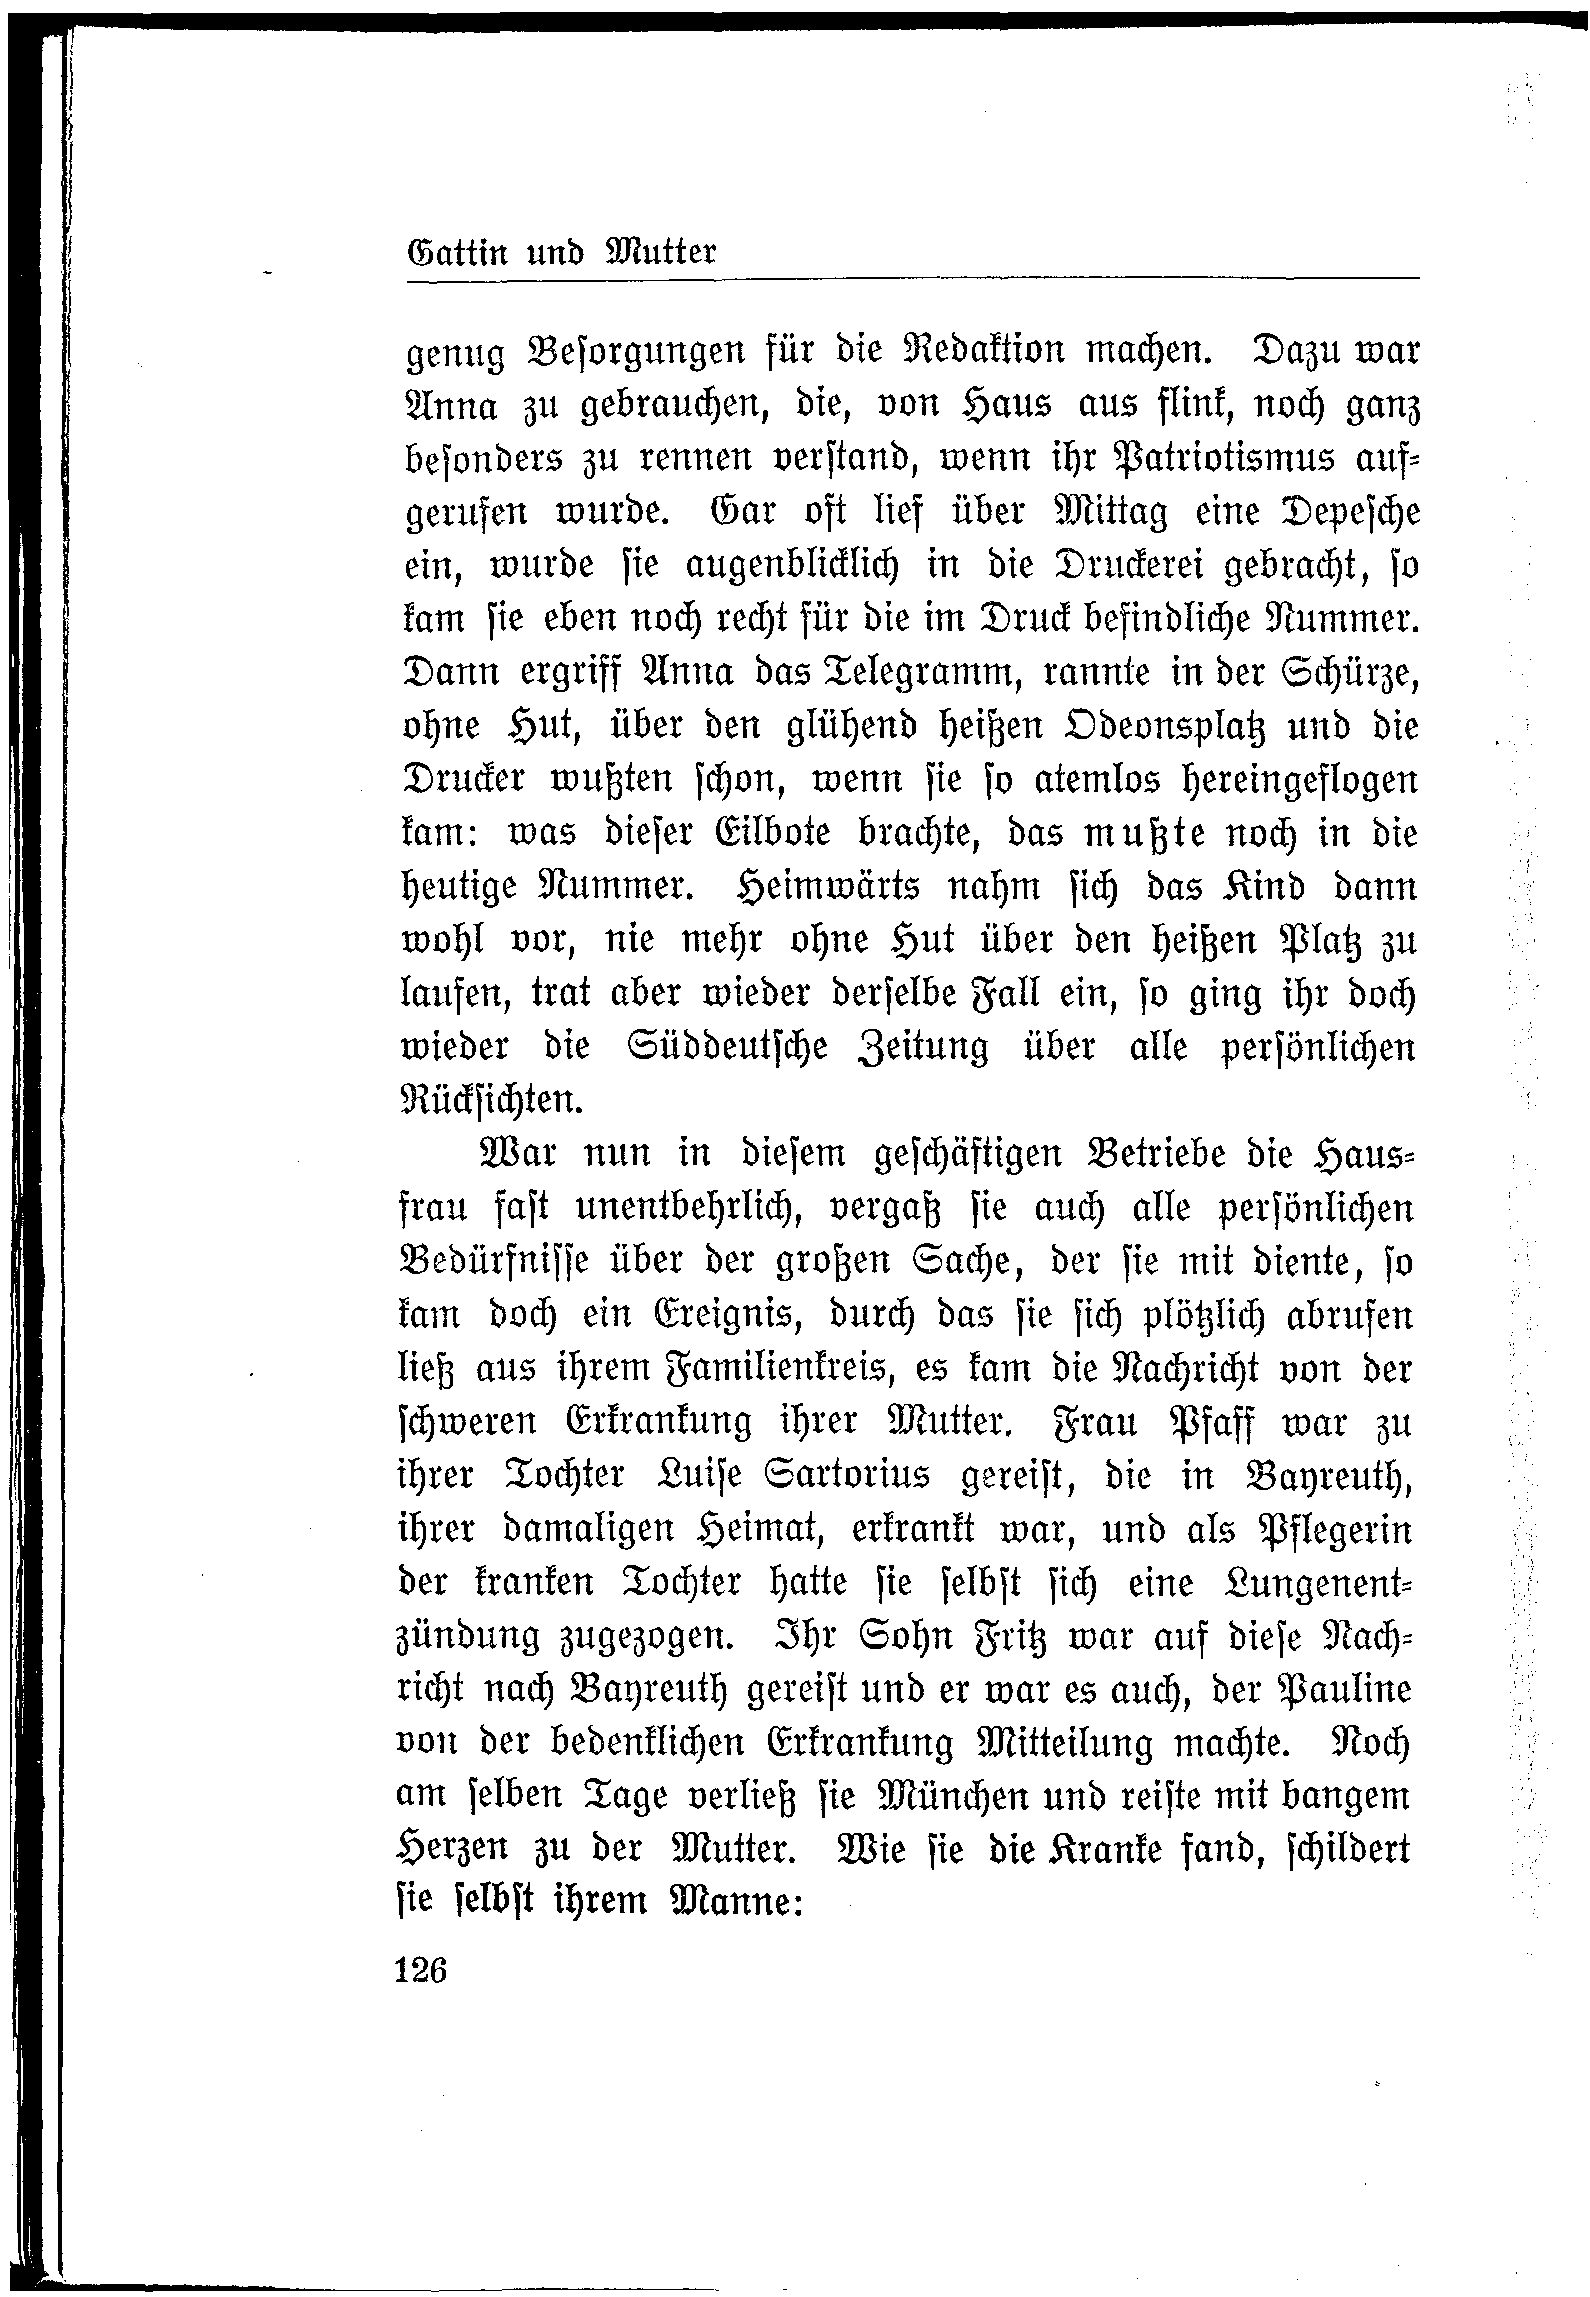 Gattin und Mutter
genug Besorgungen für die Redaktion machen. Dazu war
Anna zu gebrauchen, die, von Haus aus flink, noch ganz
besonders zu rennen verstand, wenn ihr Patriotismus auf-
gerufen wurde. Gar oft lief über Mittag eine Depesche
ein, wurde sie augenblicklich in die Druckerei gebracht, so
kam sie eben noch recht für die im Druck befindliche Nummer.
Dann ergriff Anna das Telegramm, rannte in der Schürze,
ohne Hut, über den glühend heißen Odeonsplatz und die
Drucker wußten schon, wenn sie so atemlos hereingeflogen
kam: was dieser Eilbote brachte, das mußte noch in die
heutige Nummer. Heimwärts nahm sich das Kind dann
wohl vor, nie mehr ohne Hut über den heißen Platz zu
laufen, trat aber wieder derselbe Fall ein, so ging ihr doch
wieder die Süddeutsche Zeitung über alle persönlichen
Rücksichten.
War nun in diesem geschäftigen Betriebe die Haus-
frau fast unentbehrlich, vergaß sie auch alle persönlichen
Bedürfnisse über der großen Sache, der sie mit diente, so
kam doch ein Ereignis, durch das sie sich plötzlich abrufen
ließ aus ihrem Familienkreis, es kam die Nachricht von der
schweren Erkrankung ihrer Mutter. Frau Pfaff war zu
ihrer Tochter Luise Sartorius gereist, die in Bayreuth,
ihrer damaligen Heimat, erkrankt war, und als Pflegerin
der kranken Tochter hatte sie selbst sich eine Lungenent-
zündung zugezogen. Ihr Sohn Fritz war auf diese Nach-
richt nach Bayreuth gereist und er war es auch, der Pauline
von der bedenklichen Erkrankung Mitteilung machte. Noch
am selben Tage verließ sie München und reiste mit bangem
Herzen zu der Mutter. Wie sie die Kranke fand, schildert
sie selbst ihrem Manne:
126